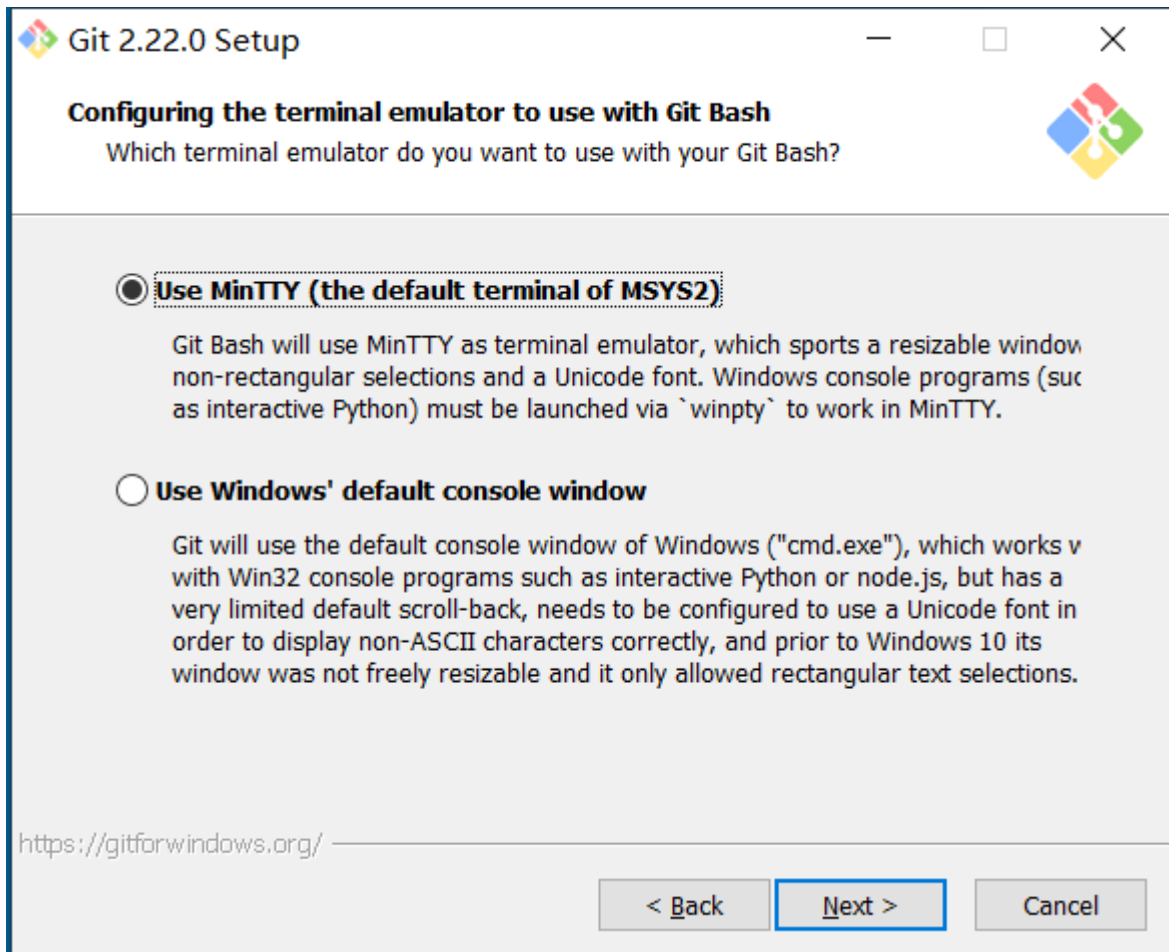 Git 2.22.0 Setup
Configuring the terminal emulator to use with Git Bash
Which terminal emulator do you want to use with your Git Bash?
Use MinTTY (the default terminal of MSYS2)
Git Bash will use MinTTY as terminal emulator, which sports a resizable window
non-rectangular selections and a Unicode font. Windows console programs (suc
as interactive Python) must be launched via `winpty` to work in MinTTY.
Use Windows' default console window
Git will use the default console window of Windows ("cmd.exe"), which works
with Win32 console programs such as interactive Python or node.js, but has a
very limited default scroll-back, needs to be configured to use a Unicode font in
order to display non-ASCII characters correctly, and prior to Windows 10 its
window was not freely resizable and it only allowed rectangular text selections.
https://gitforwindows.org/
< Back
Next >
Cancel